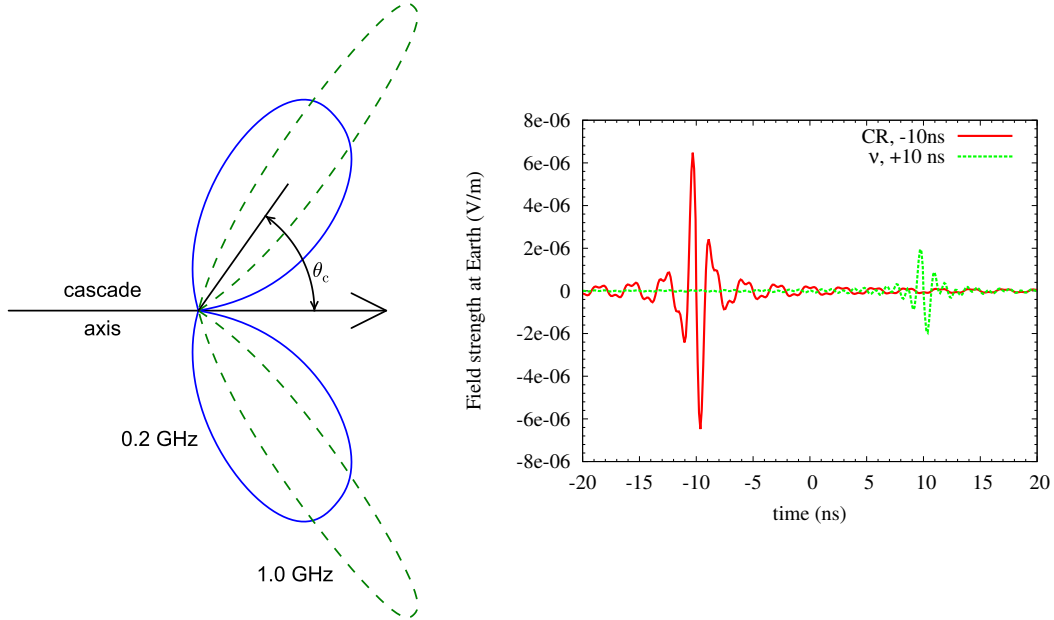 cascade
axis
θc
0.2 GHz
1.0 GHz
Field strength at Earth (V/m)
8e-06
6e-06
4e-06
2e-06
0
-2e-06
-4e-06
-6e-06
-8e-06
CR, -10ns
ν, +10 ns
-20 -15 -10 -5 0 5 10 15 20
time (ns)